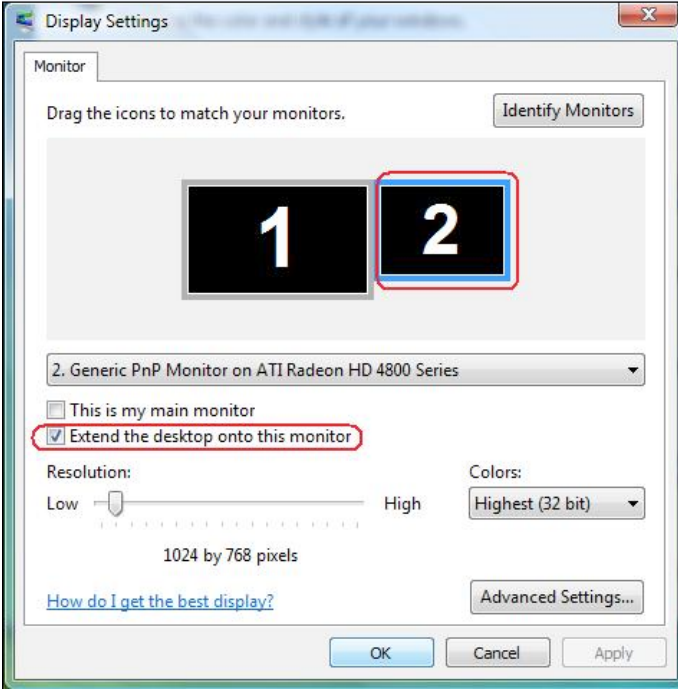 Display Settings
Monitor
Drag the icons to match your monitors.
Identify Monitors
1
2
2. Generic PnP Monitor on ATI Radeon HD 4800 Series
This is my main monitor
Extend the desktop onto this monitor
Resolution:
Colors:
Low
High
Highest (32 bit)
1024 by 768 pixels
How do I get the best display?
Advanced Settings...
OK
Cancel
Apply